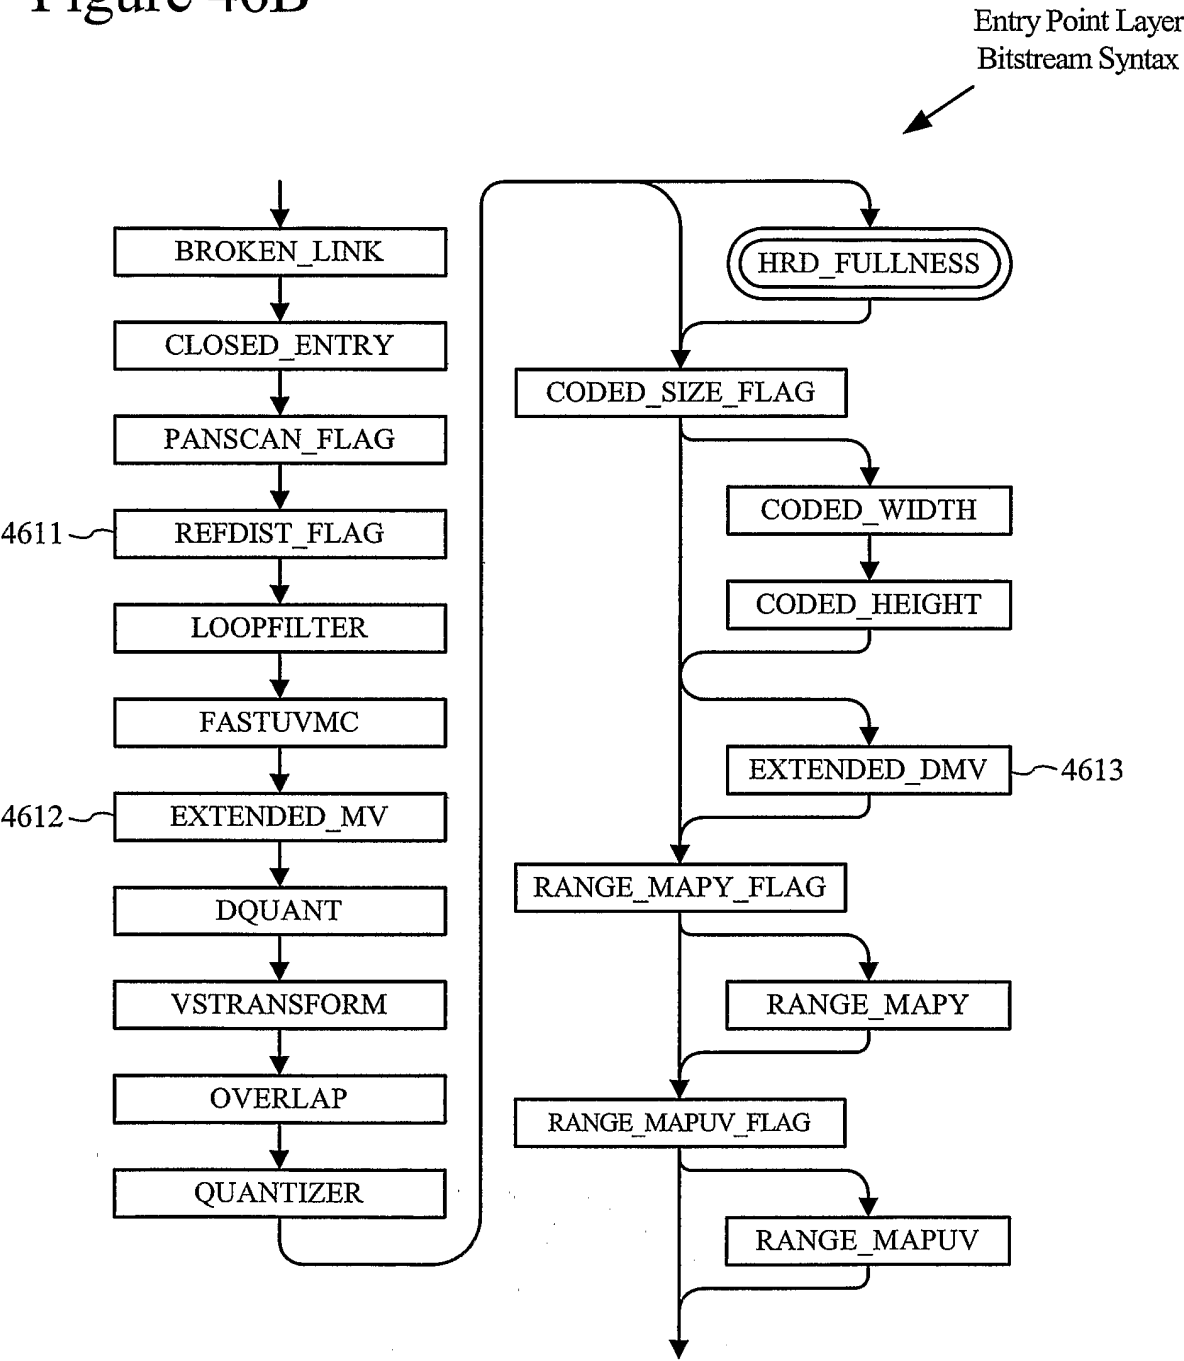 Figure 46B
Entry Point Layer
Bitstream Syntax
BROKEN_LINK
CLOSED_ENTRY
PANSCAN_FLAG
4611
REFDIST_FLAG
LOOPFILTER
FASTUVMC
4612
EXTENDED_MV
DQUANT
VSTRANSFORM
OVERLAP
QUANTIZER
HRD_FULLNESS
CODED_SIZE_FLAG
CODED_WIDTH
CODED_HEIGHT
EXTENDED_DMV
4613
RANGE_MAPY_FLAG
RANGE_MAPY
RANGE_MAPUV_FLAG
RANGE_MAPUV